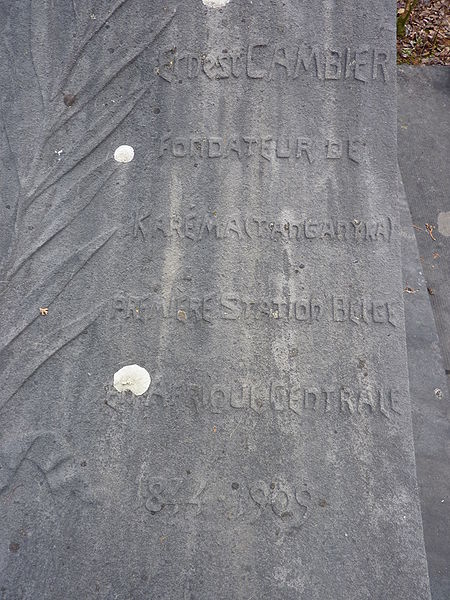 Ernest CAMBIER
FONDATEUR DE
KARÉMA (TANGANYKA)
PREMIÈRE STATION BELGE
EN AFRIQUE CENTRALE
1844-1909